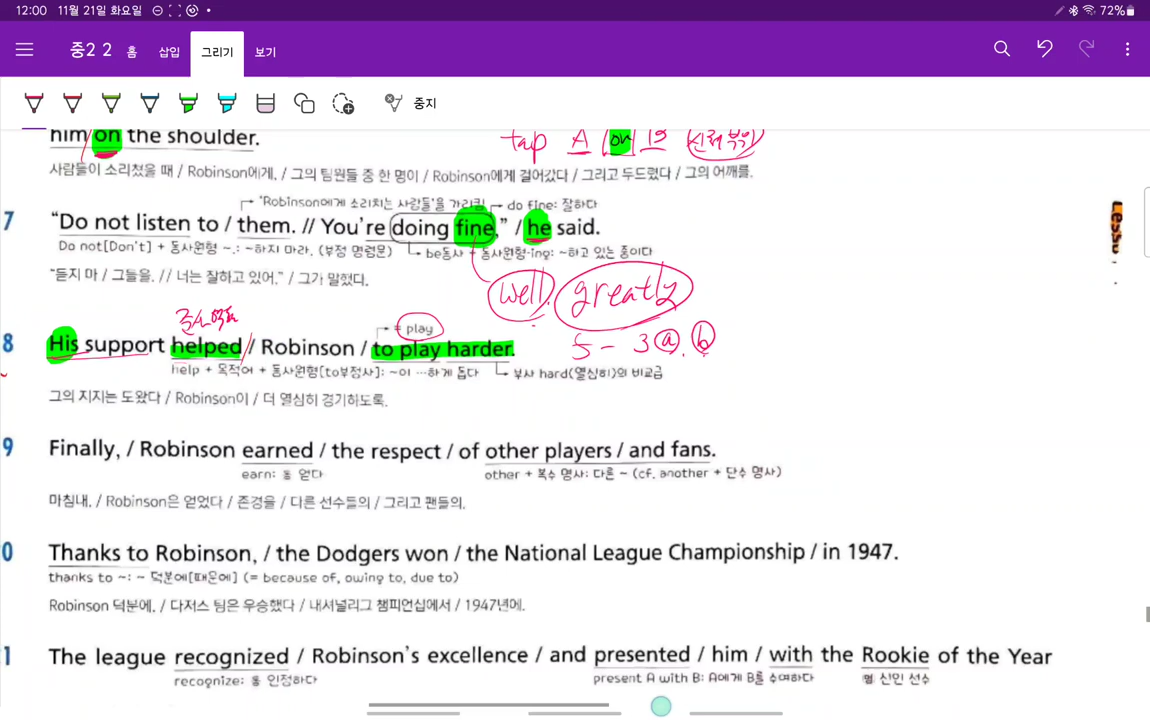 12:00 11월 21일 화요일
72%
중2 2 홈 삽입 그리기 보기
중지
him / on the shoulder.
tap A on B (신체부위)
사람들이 소리쳤을 때 / Robinson에게, / 그의 팀원들 중 한 명이 / Robinson에게 걸어갔다 / 그리고 두드렸다 / 그의 어깨를.
'Robinson에게 소리치는 사람들'을 가리킴 do fine: 잘하다
7 “Do not listen to / them. // You’re doing fine,” / he said.
Do not[Don't] + 동사원형 ~.: ~하지 마라. (부정 명령문) be동사 + 동사원형-ing: ~하고 있는 중이다
“듣지 마 / 그들을. // 너는 잘하고 있어,” / 그가 말했다.
well greatly
준사역동
= play
5 - 3 ⓐ, ⓑ
8 His support helped / Robinson / to play harder.
help + 목적어 + 동사원형[to부정사]: ~이 …하게 돕다 부사 hard(열심히)의 비교급
그의 지지는 도왔다 / Robinson이 / 더 열심히 경기하도록.
9 Finally, / Robinson earned / the respect / of other players / and fans.
earn: 동 얻다 other + 복수 명사: 다른 ~ (cf. another + 단수 명사)
마침내, / Robinson은 얻었다 / 존경을 / 다른 선수들의 / 그리고 팬들의.
0 Thanks to Robinson, / the Dodgers won / the National League Championship / in 1947.
thanks to ~: ~ 덕분에[때문에] (= because of, owing to, due to)
Robinson 덕분에, / 다저스 팀은 우승했다 / 내셔널리그 챔피언십에서 / 1947년에.
1 The league recognized / Robinson’s excellence / and presented / him / with the Rookie of the Year
recognize: 동 인정하다 present A with B: A에게 B를 수여하다 명 신인 선수